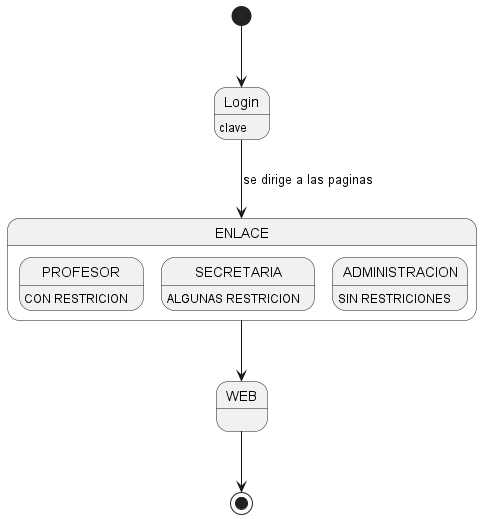 Login
clave
se dirige a las paginas
ENLACE
PROFESOR
CON RESTRICION
SECRETARIA
ALGUNAS RESTRICION
ADMINISTRACION
SIN RESTRICIONES
WEB